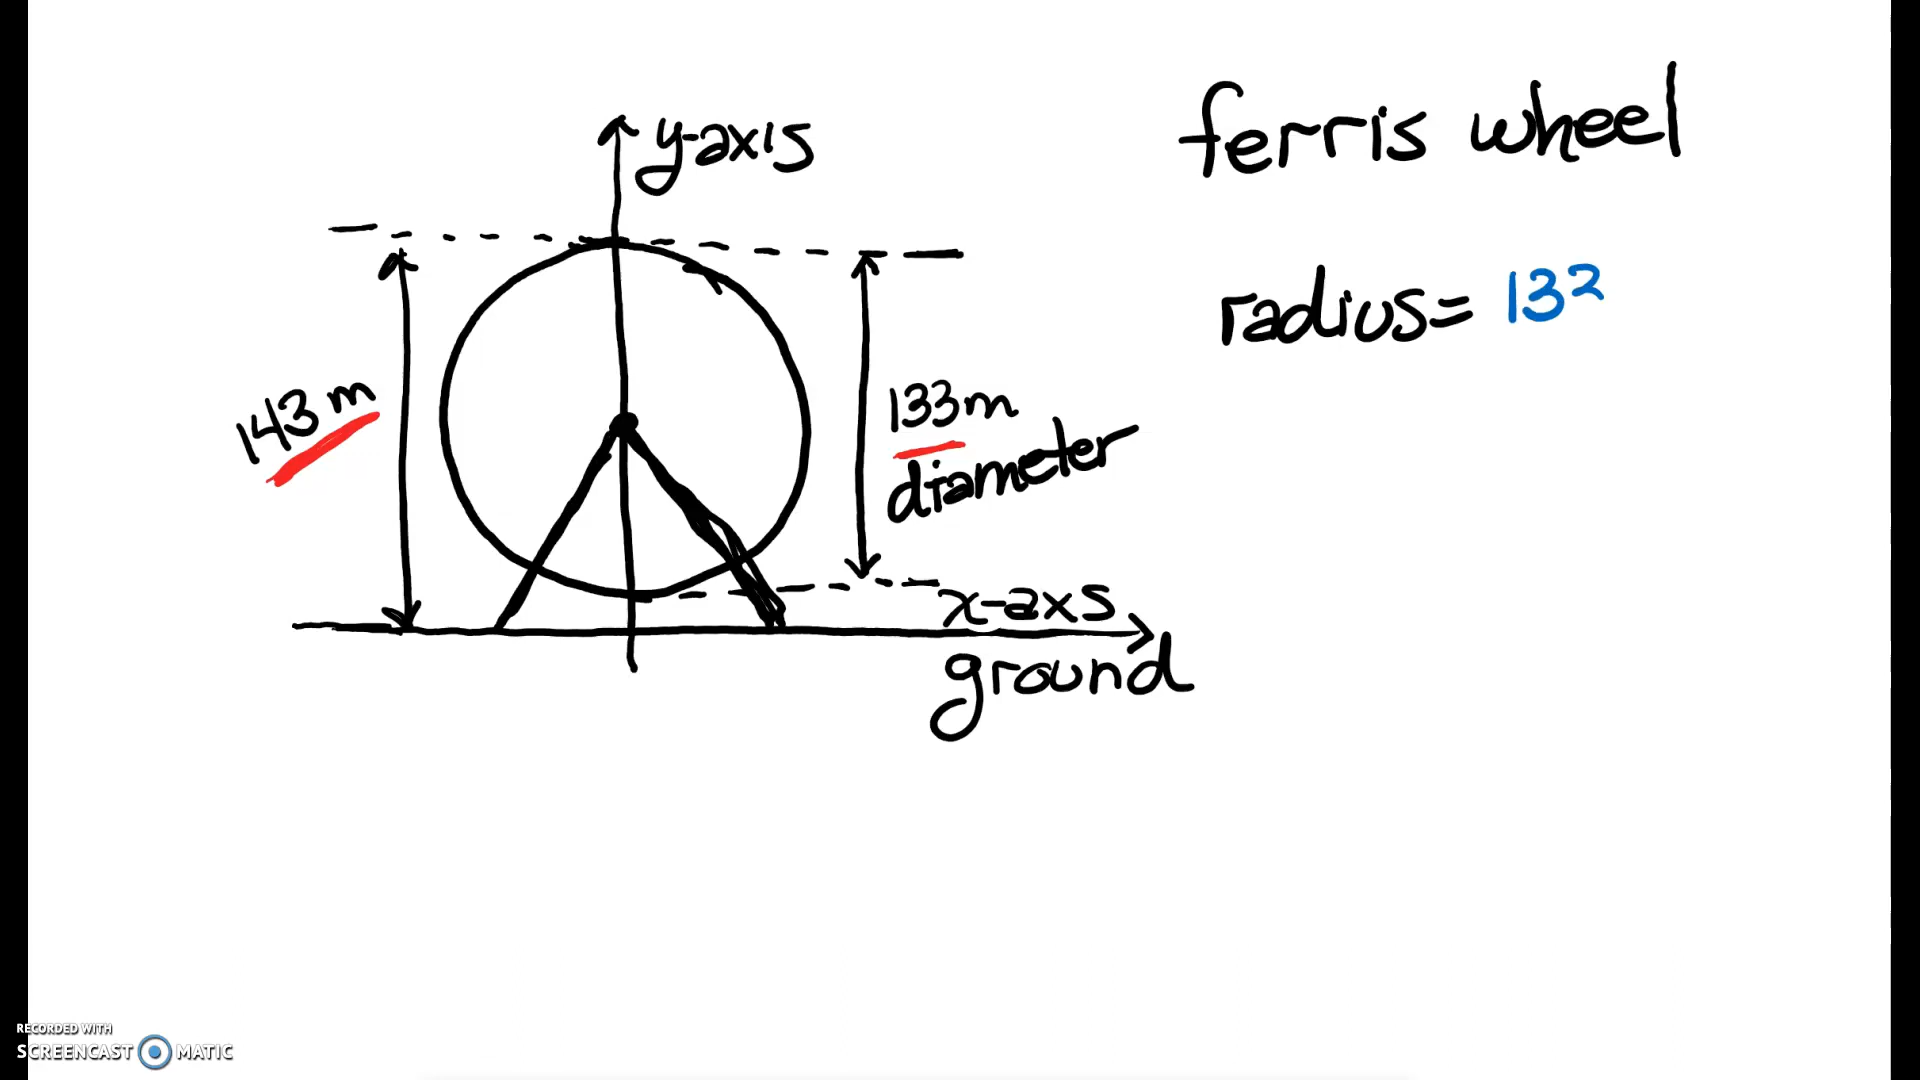 ferris wheel
y-axis
radius= 132
143 m
133m
diameter
x-axs
ground
RECORDED WITH
SCREENCAST MATIC